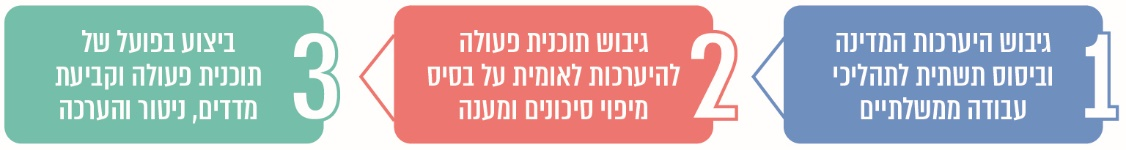 1
גיבוש היערכות המדינה
וביסוס תשתית לתהליכי
עבודה ממשלתיים
2
גיבוש תוכנית פעולה
להיערכות לאומית על בסיס
מיפוי סיכונים ומענה
3
ביצוע בפועל של
תוכנית פעולה וקביעת
מדדים, ניטור והערכה